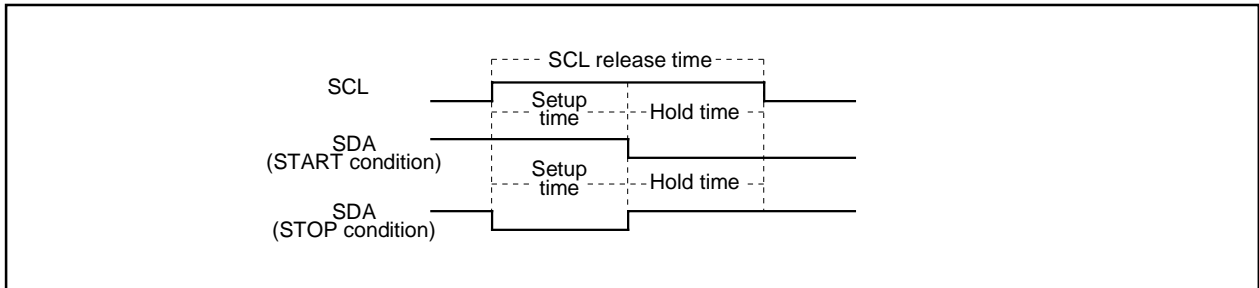 SCL release time
SCL
Setup
time
Hold time
SDA
(START condition)
Setup
time
Hold time
SDA
(STOP condition)